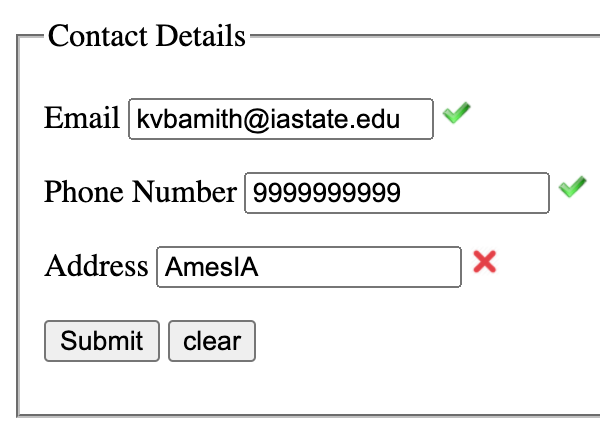 Contact Details
Email kvbamith@iastate.edu
Phone Number 9999999999
Address AmesIA
Submit clear